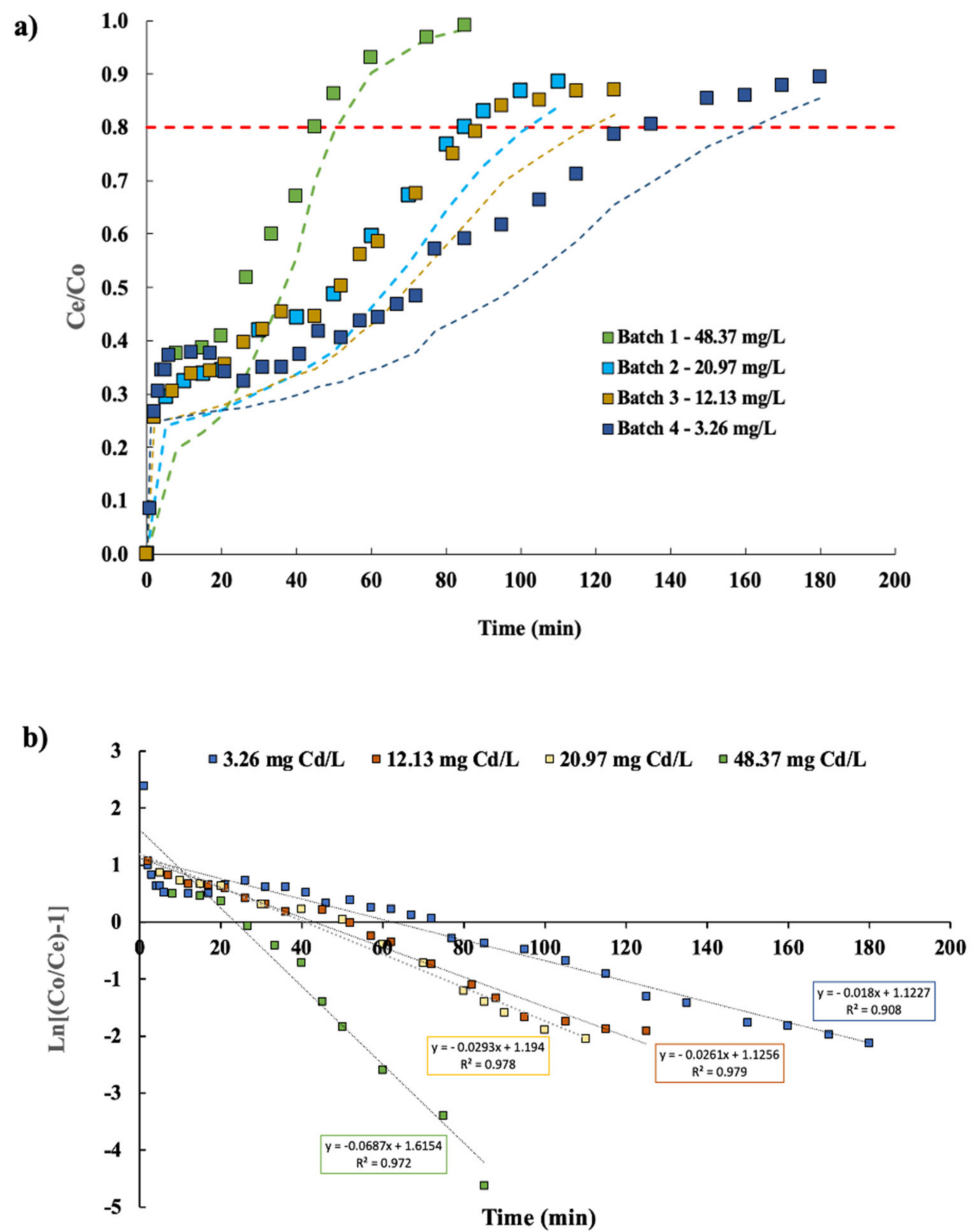 a)
1.0
0.9
0.8
0.7
0.6
0.5
0.4
0.3
0.2
0.1
0.0
Ce/Co
Batch 1 - 48.37 mg/L
Batch 2 - 20.97 mg/L
Batch 3 - 12.13 mg/L
Batch 4 - 3.26 mg/L
0 20 40 60 80 100 120 140 160 180 200
Time (min)
b)
3.26 mg Cd/L 12.13 mg Cd/L 20.97 mg Cd/L 48.37 mg Cd/L
3
2
1
0
-1
-2
-3
-4
-5
Ln[(Co/Ce)-1]
0 20 40 60 80 100 120 140 160 180 200
y = - 0.018x + 1.1227
R² = 0.908
y = - 0.0293x + 1.194
R² = 0.978
y = - 0.0261x + 1.1256
R² = 0.979
y = -0.0687x + 1.6154
R² = 0.972
Time (min)